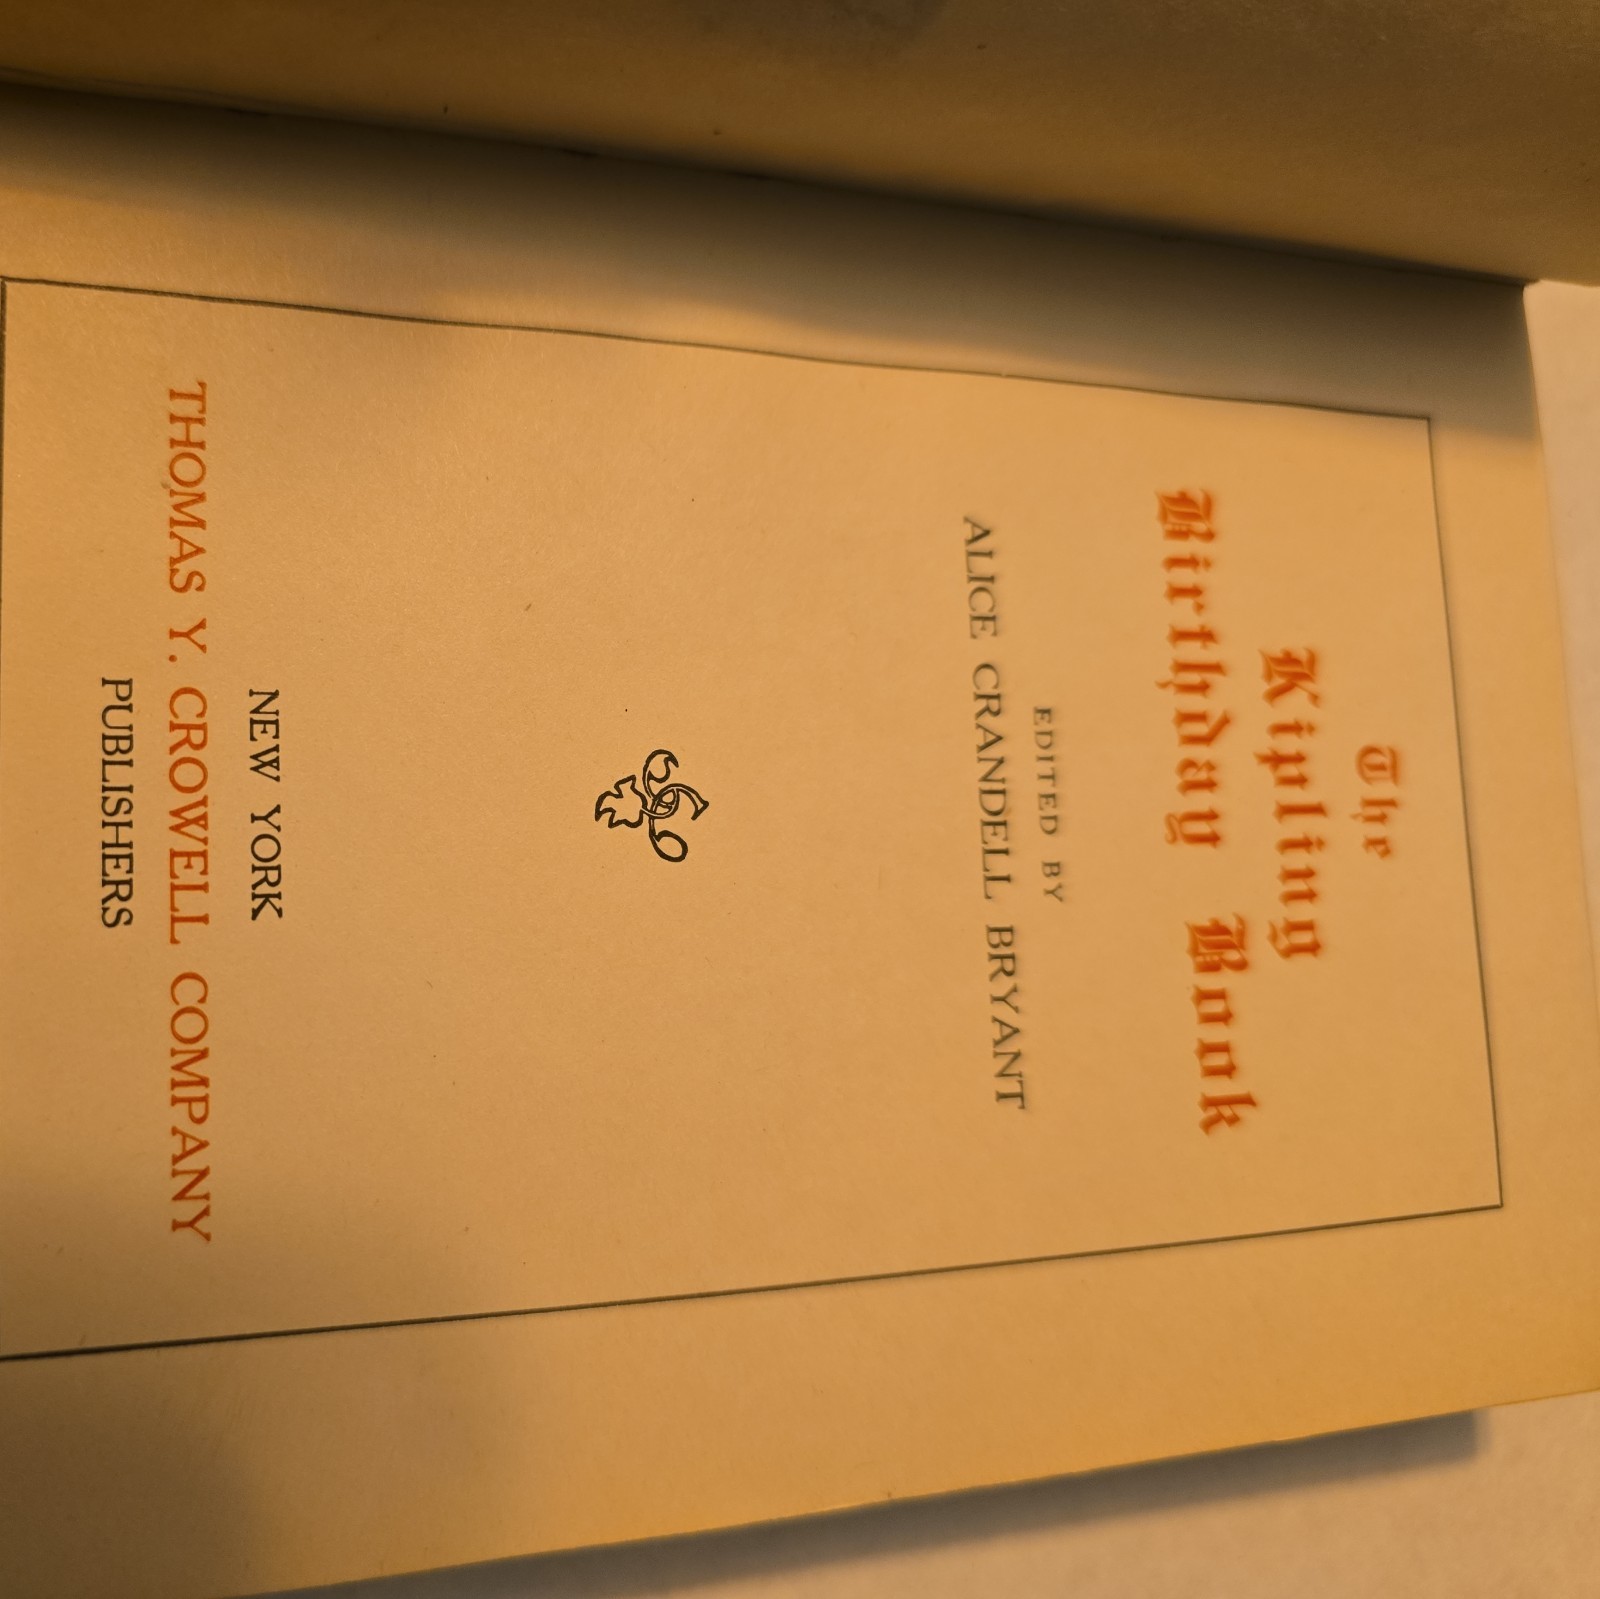 The
Kipling
Birthday Book
EDITED BY
ALICE CRANDELL BRYANT
NEW YORK
THOMAS Y. CROWELL COMPANY
PUBLISHERS